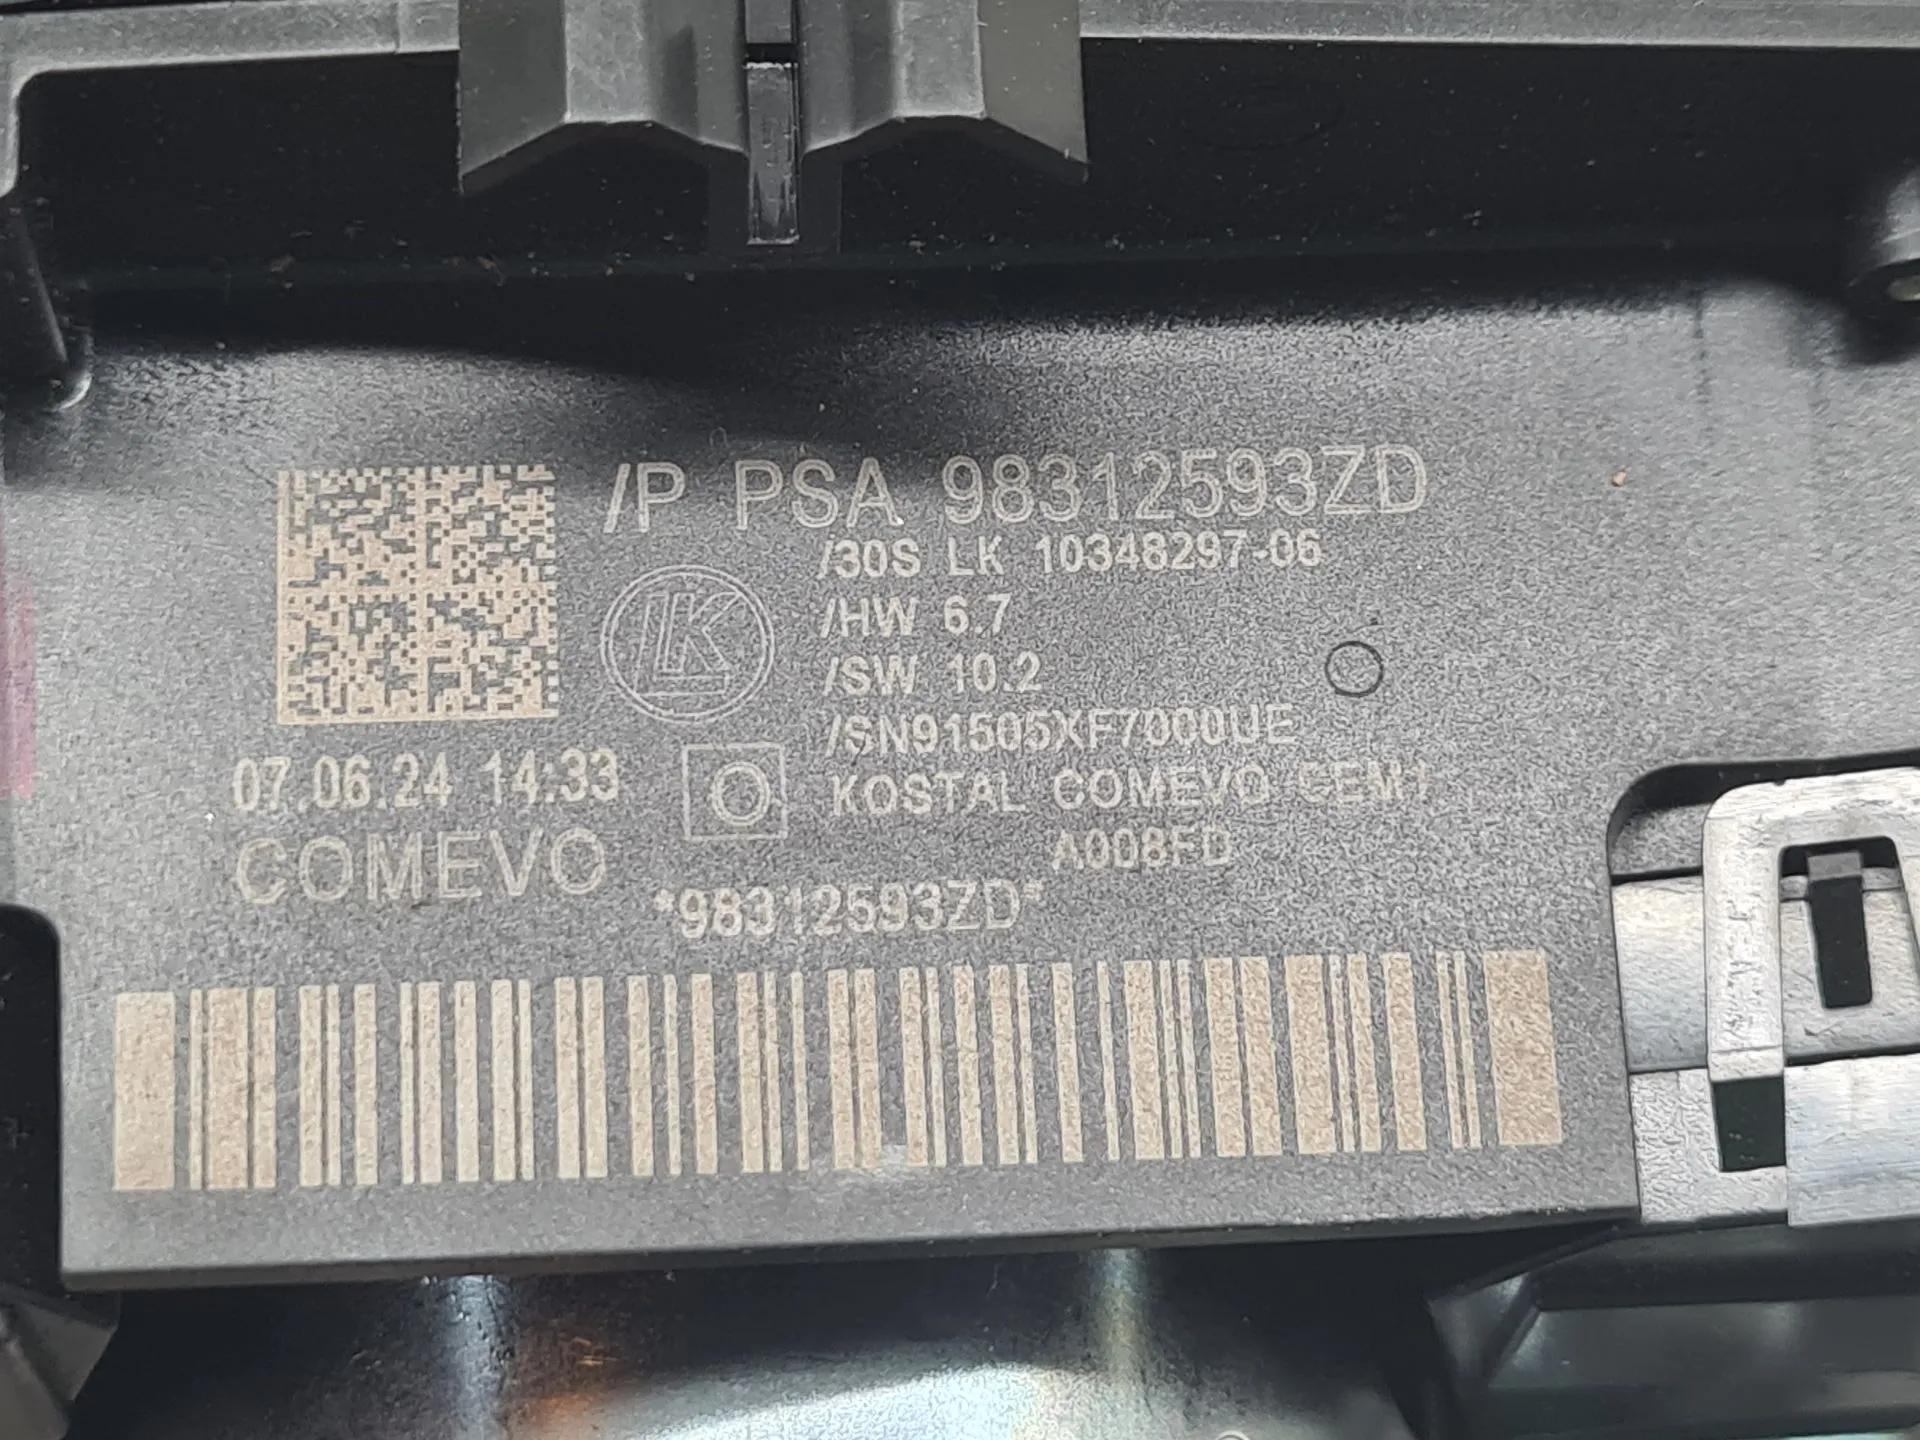 /P PSA 98312593ZD
/30S LK 10348297-06
LK
/HW 6.7
/SW 10.2
/SN91505XF7000UE
07.06.24 14:33
KOSTAL COMEVO CEM1
COMEVO
A008FD
*98312593ZD*